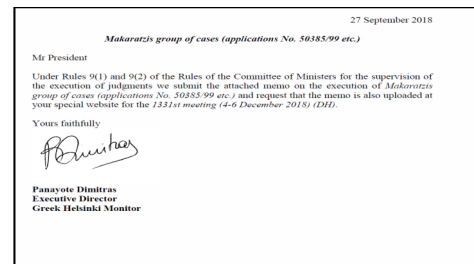 27 September 2018
Makaratzis group of cases (applications No. 50385/99 etc.)
Mr President
Under Rules 9(1) and 9(2) of the Rules of the Committee of Ministers for the supervision of
the execution of judgments we submit the attached memo on the execution of Makaratzis
group of cases (applications No. 50385/99 etc.) and request that the memo is also uploaded at
your special website for the 1331st meeting (4-6 December 2018) (DH).
Yours faithfully
PDimitras
Panayote Dimitras
Executive Director
Greek Helsinki Monitor